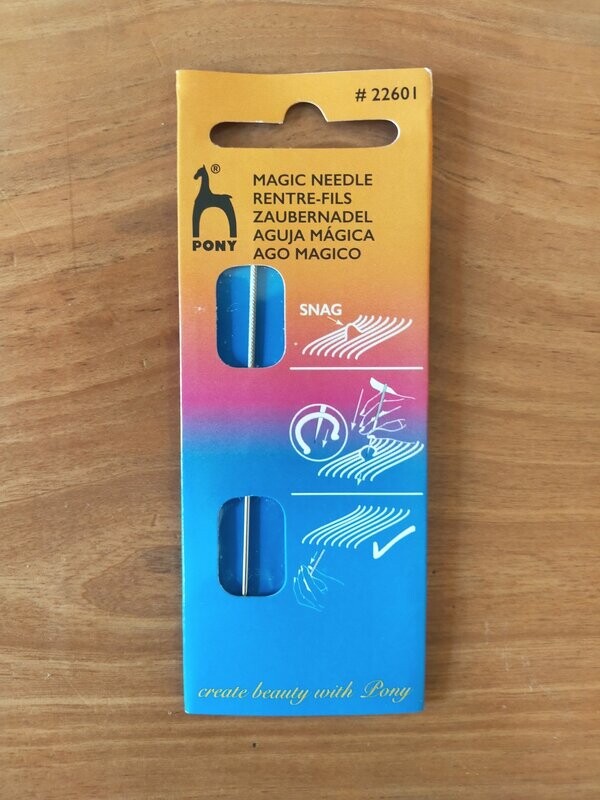 # 22601
®
PONY
MAGIC NEEDLE
RENTRE-FILS
ZAUBERNADEL
AGUJA MÁGICA
AGO MAGICO
SNAG
create beauty with Pony